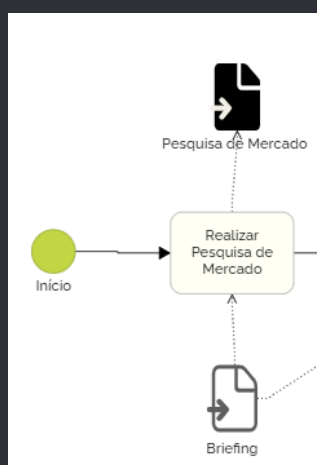 Pesquisa de Mercado
Realizar
Pesquisa de
Mercado
Início
Briefing